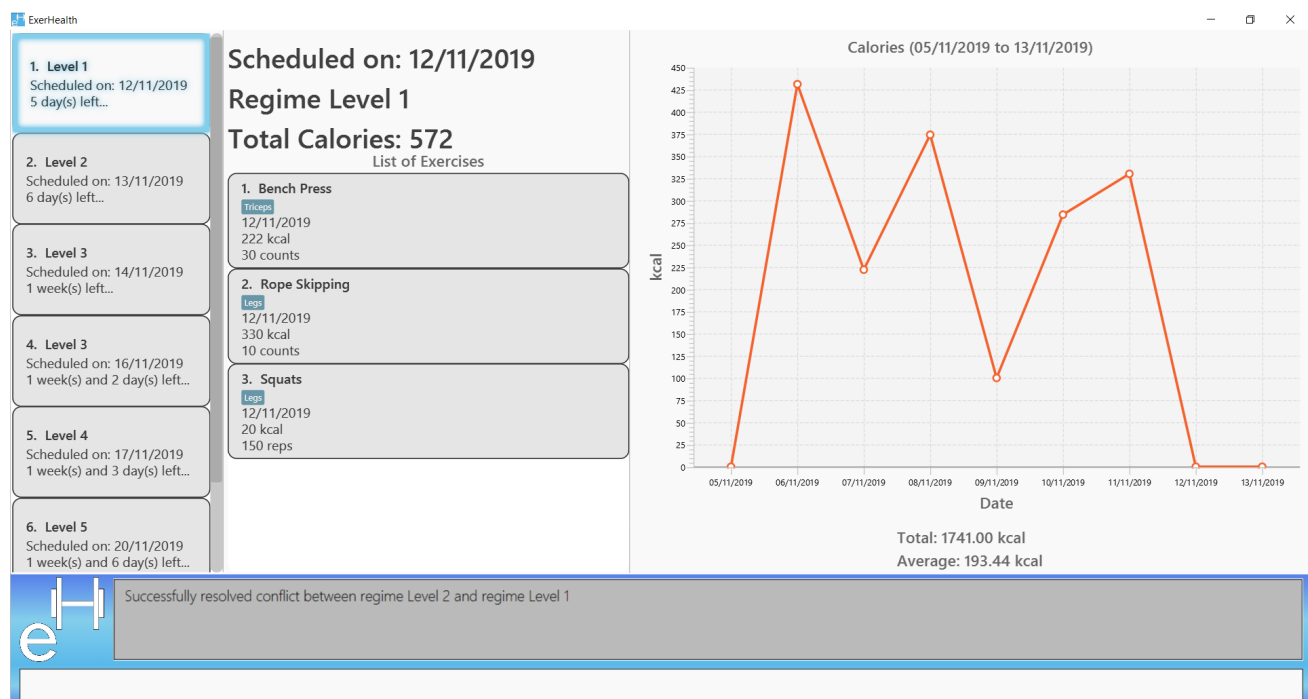 ExerHealth
1. Level 1
Scheduled on: 12/11/2019
5 day(s) left...
2. Level 2
Scheduled on: 13/11/2019
6 day(s) left...
3. Level 3
Scheduled on: 14/11/2019
1 week(s) left...
4. Level 3
Scheduled on: 16/11/2019
1 week(s) and 2 day(s) left...
5. Level 4
Scheduled on: 17/11/2019
1 week(s) and 3 day(s) left...
6. Level 5
Scheduled on: 20/11/2019
1 week(s) and 6 day(s) left...
Scheduled on: 12/11/2019
Regime Level 1
Total Calories: 572
List of Exercises
1. Bench Press
Triceps
12/11/2019
222 kcal
30 counts
2. Rope Skipping
Legs
12/11/2019
330 kcal
10 counts
3. Squats
Legs
12/11/2019
20 kcal
150 reps
Calories (05/11/2019 to 13/11/2019)
kcal
450
425
400
375
350
325
300
275
250
225
200
175
150
125
100
75
50
25
0
05/11/2019 06/11/2019 07/11/2019 08/11/2019 09/11/2019 10/11/2019 11/11/2019 12/11/2019 13/11/2019
Date
Total: 1741.00 kcal
Average: 193.44 kcal
eH
Successfully resolved conflict between regime Level 2 and regime Level 1